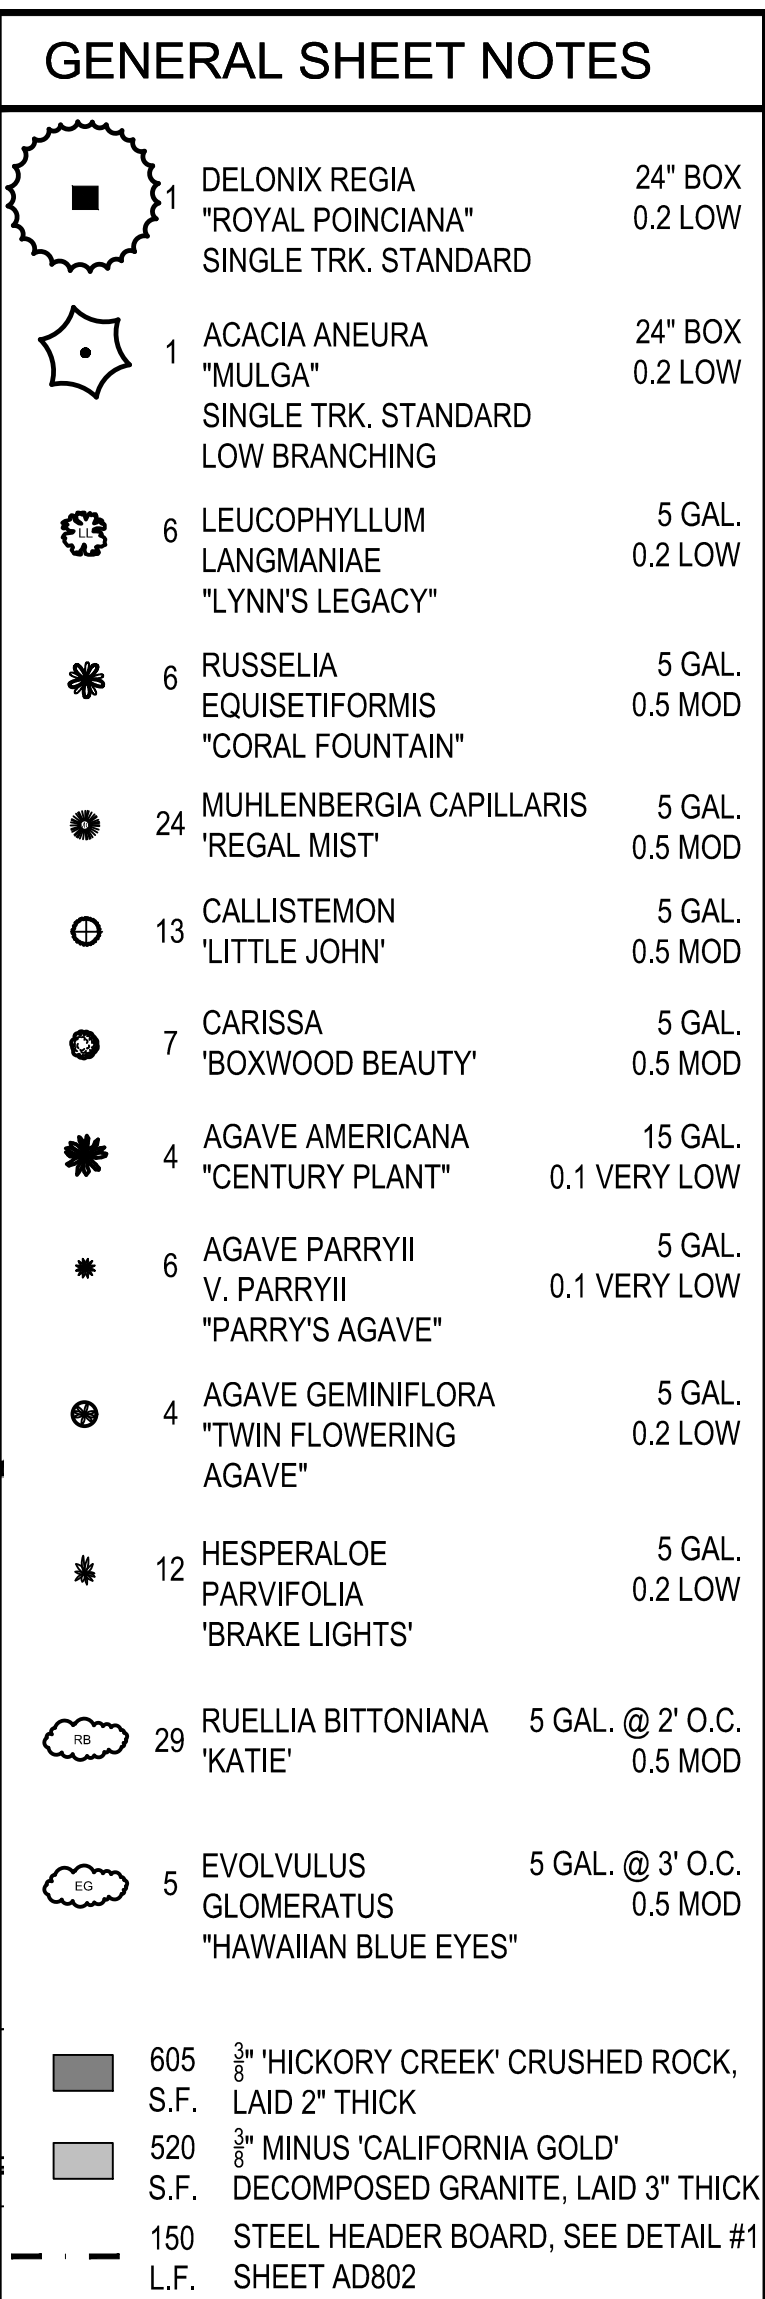 GENERAL SHEET NOTES
1 DELONIX REGIA 24" BOX
"ROYAL POINCIANA" 0.2 LOW
SINGLE TRK. STANDARD
1 ACACIA ANEURA 24" BOX
"MULGA" 0.2 LOW
SINGLE TRK. STANDARD
LOW BRANCHING
LL 6 LEUCOPHYLLUM 5 GAL.
LANGMANIAE 0.2 LOW
"LYNN'S LEGACY"
6 RUSSELIA 5 GAL.
EQUISETIFORMIS 0.5 MOD
"CORAL FOUNTAIN"
24 MUHLENBERGIA CAPILLARIS 5 GAL.
'REGAL MIST' 0.5 MOD
13 CALLISTEMON 5 GAL.
'LITTLE JOHN' 0.5 MOD
7 CARISSA 5 GAL.
'BOXWOOD BEAUTY' 0.5 MOD
4 AGAVE AMERICANA 15 GAL.
"CENTURY PLANT" 0.1 VERY LOW
6 AGAVE PARRYII 5 GAL.
V. PARRYII 0.1 VERY LOW
"PARRY'S AGAVE"
4 AGAVE GEMINIFLORA 5 GAL.
"TWIN FLOWERING 0.2 LOW
AGAVE"
12 HESPERALOE 5 GAL.
PARVIFOLIA 0.2 LOW
'BRAKE LIGHTS'
RB 29 RUELLIA BITTONIANA 5 GAL. @ 2' O.C.
'KATIE' 0.5 MOD
EG 5 EVOLVULUS 5 GAL. @ 3' O.C.
GLOMERATUS 0.5 MOD
"HAWAIIAN BLUE EYES"
605 3/8" 'HICKORY CREEK' CRUSHED ROCK,
S.F. LAID 2" THICK
520 3/8" MINUS 'CALIFORNIA GOLD'
S.F. DECOMPOSED GRANITE, LAID 3" THICK
150 STEEL HEADER BOARD, SEE DETAIL #1
L.F. SHEET AD802